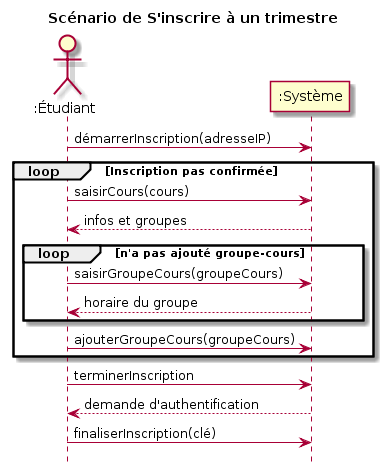 Scénario de S'inscrire à un trimestre
:Étudiant
:Système
démarrerInscription(adresseIP)
loop [Inscription pas confirmée]
saisirCours(cours)
infos et groupes
loop [n'a pas ajouté groupe-cours]
saisirGroupeCours(groupeCours)
horaire du groupe
ajouterGroupeCours(groupeCours)
terminerInscription
demande d'authentification
finaliserInscription(clé)